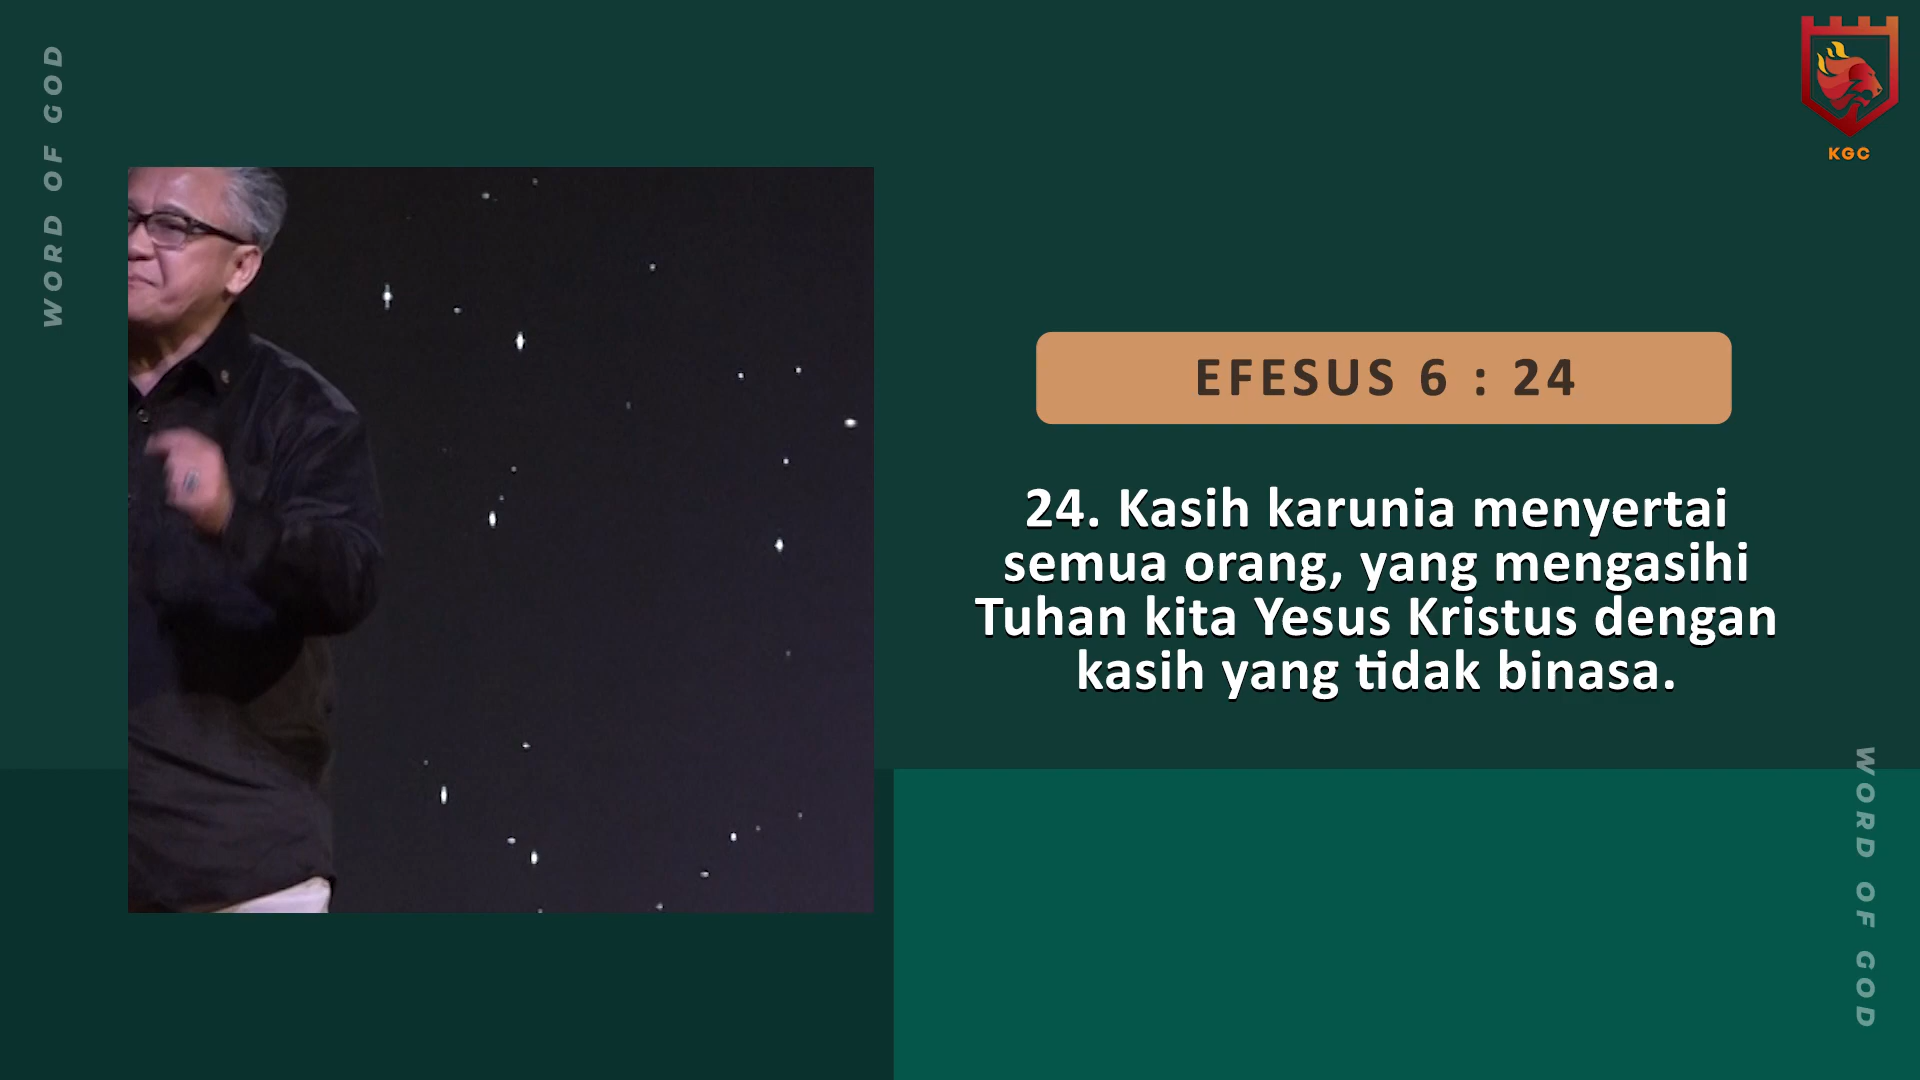 WORD OF GOD
KGC
EFESUS 6 : 24
24. Kasih karunia menyertai
semua orang, yang mengasihi
Tuhan kita Yesus Kristus dengan
kasih yang tidak binasa.
WORD OF GOD